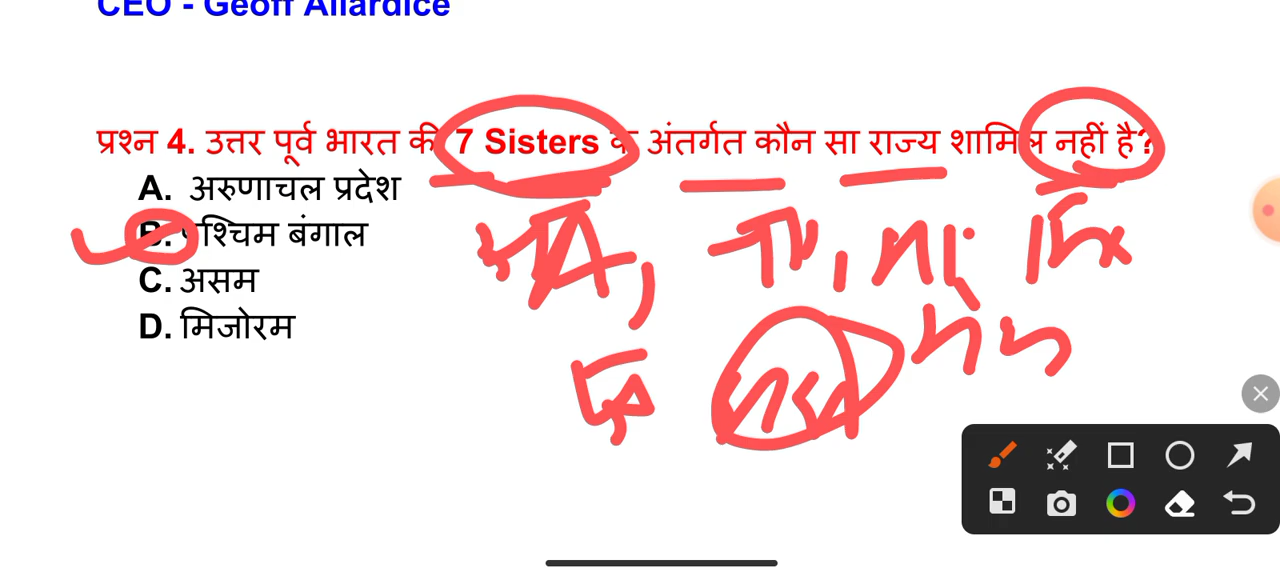 CEO - Geoff Allardice
प्रश्न 4. उत्तर पूर्व भारत की 7 Sisters के अंतर्गत कौन सा राज्य शामिल नहीं है?
A. अरुणाचल प्रदेश
B. पश्चिम बंगाल
C. असम
D. मिजोरम